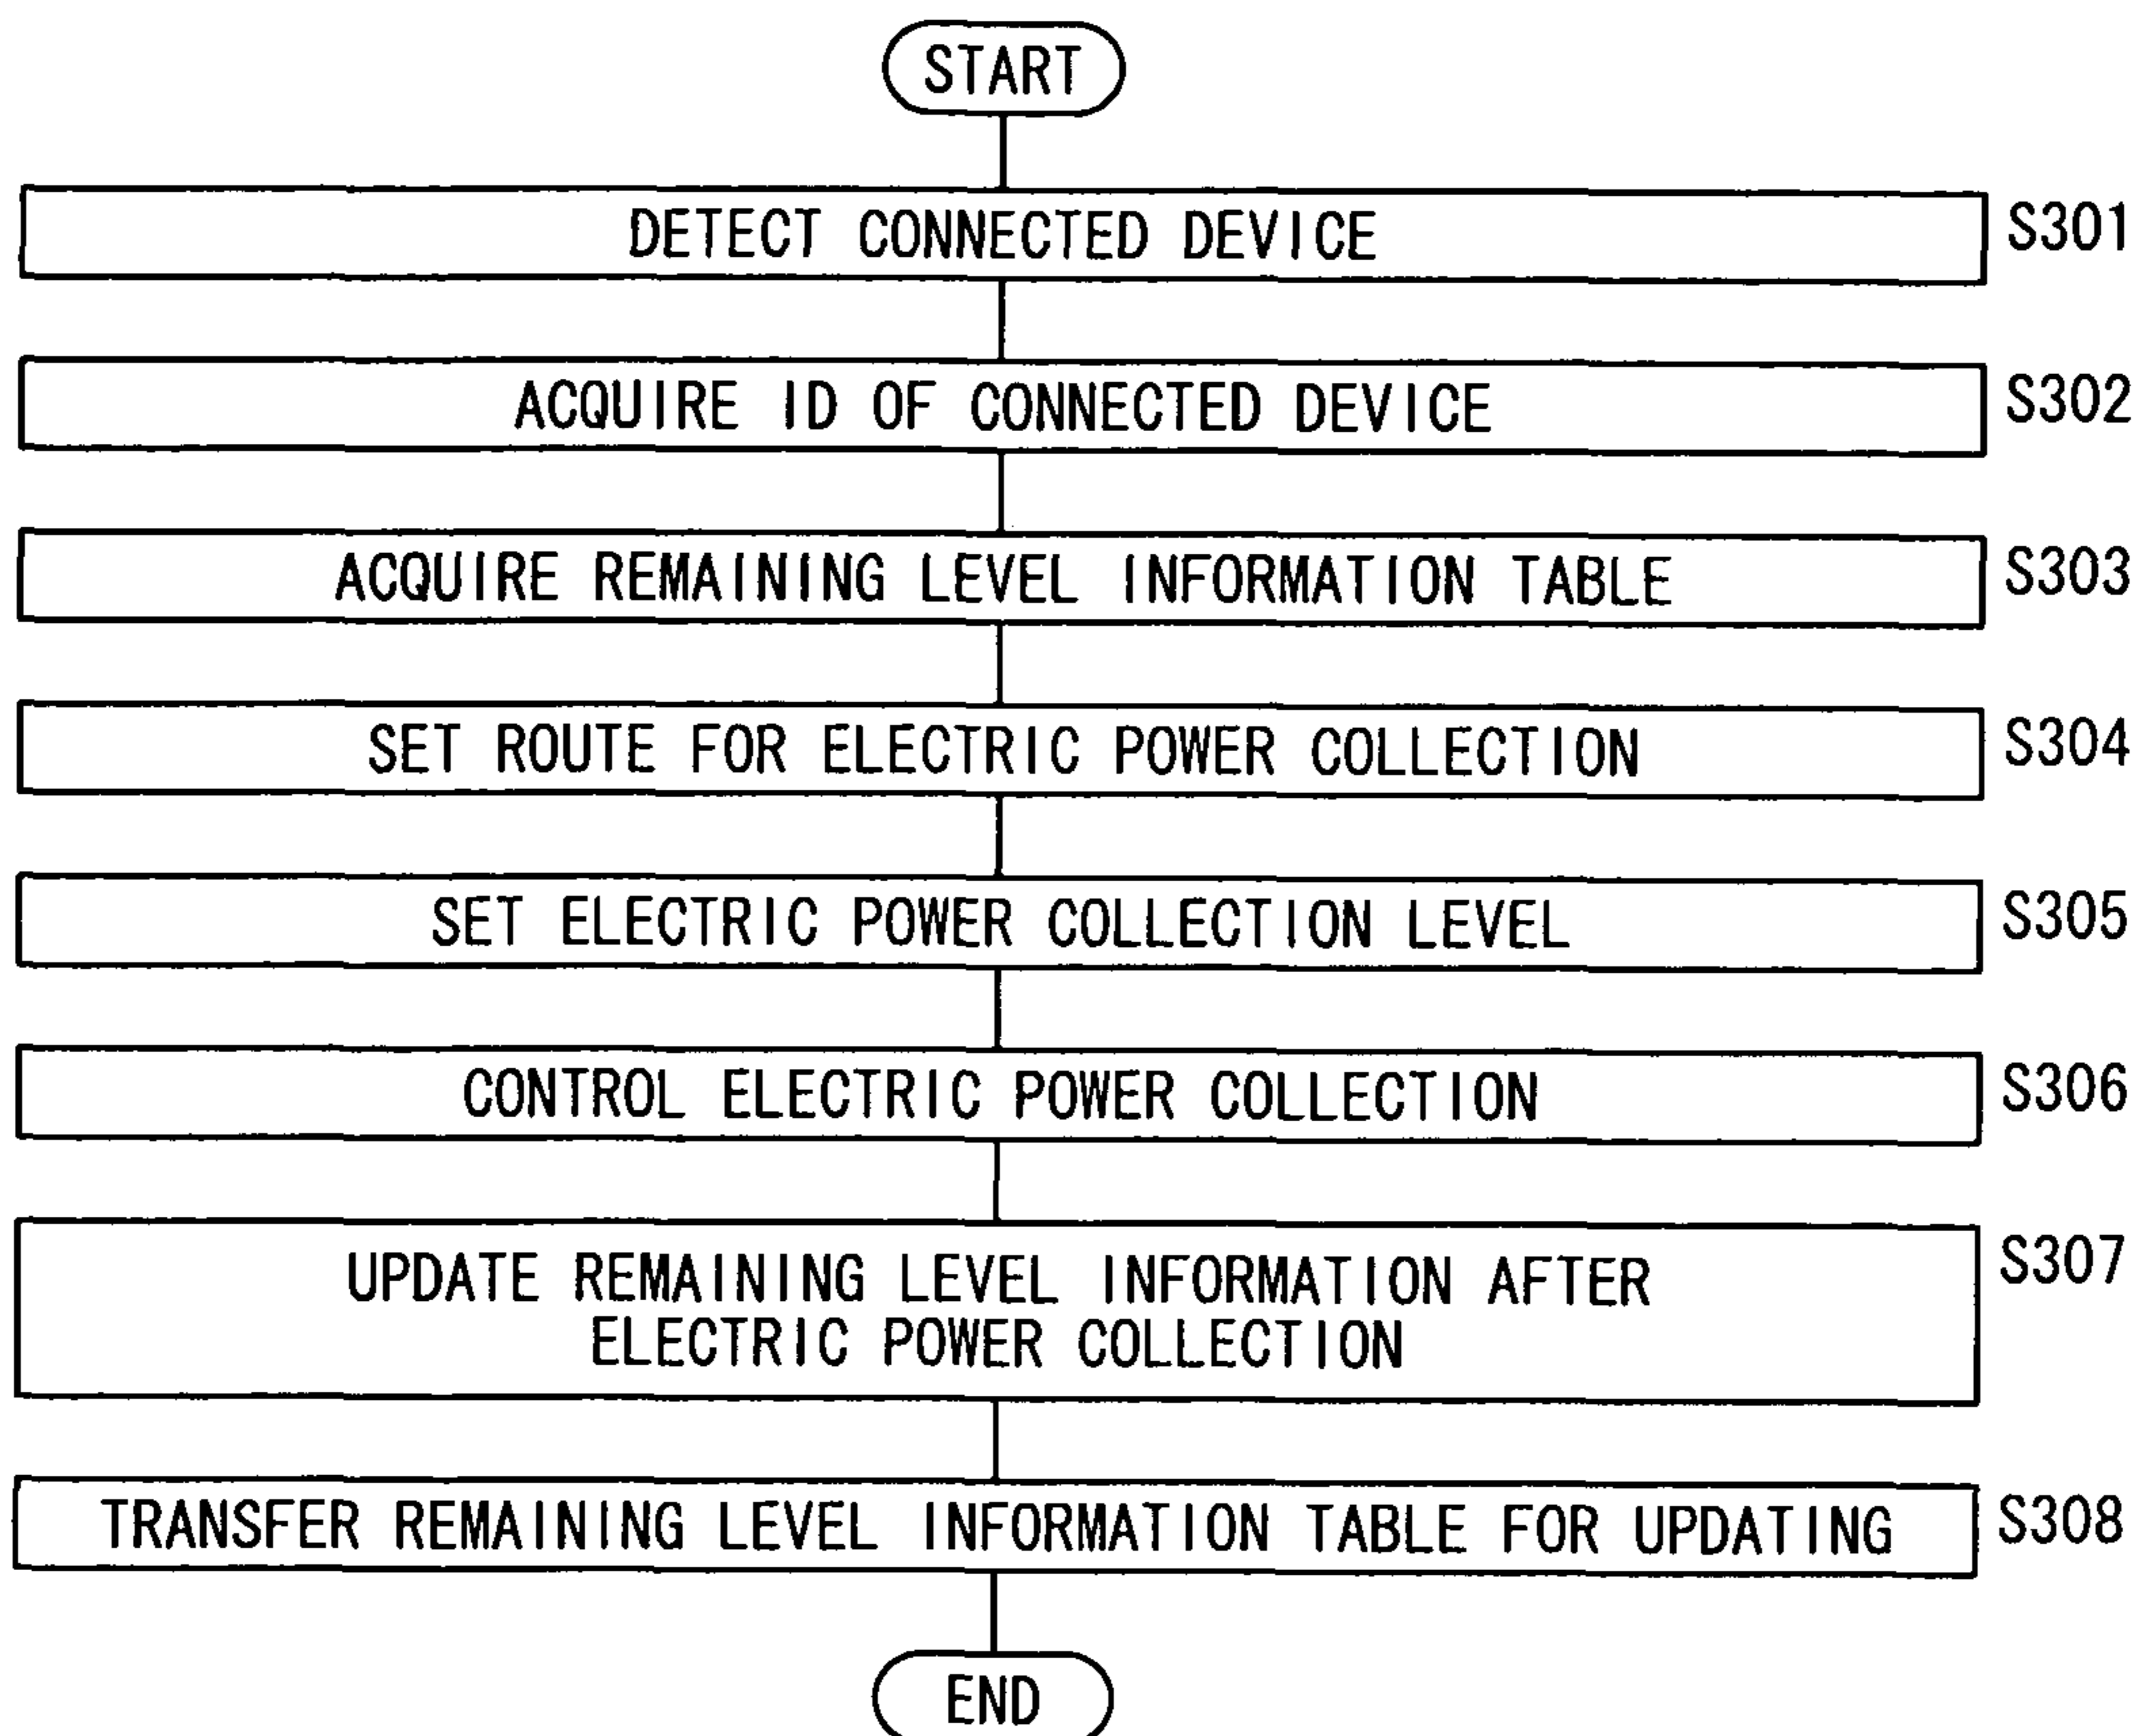 START
DETECT CONNECTED DEVICE S301
ACQUIRE ID OF CONNECTED DEVICE S302
ACQUIRE REMAINING LEVEL INFORMATION TABLE S303
SET ROUTE FOR ELECTRIC POWER COLLECTION S304
SET ELECTRIC POWER COLLECTION LEVEL S305
CONTROL ELECTRIC POWER COLLECTION S306
UPDATE REMAINING LEVEL INFORMATION AFTER S307
ELECTRIC POWER COLLECTION
TRANSFER REMAINING LEVEL INFORMATION TABLE FOR UPDATING S308
END